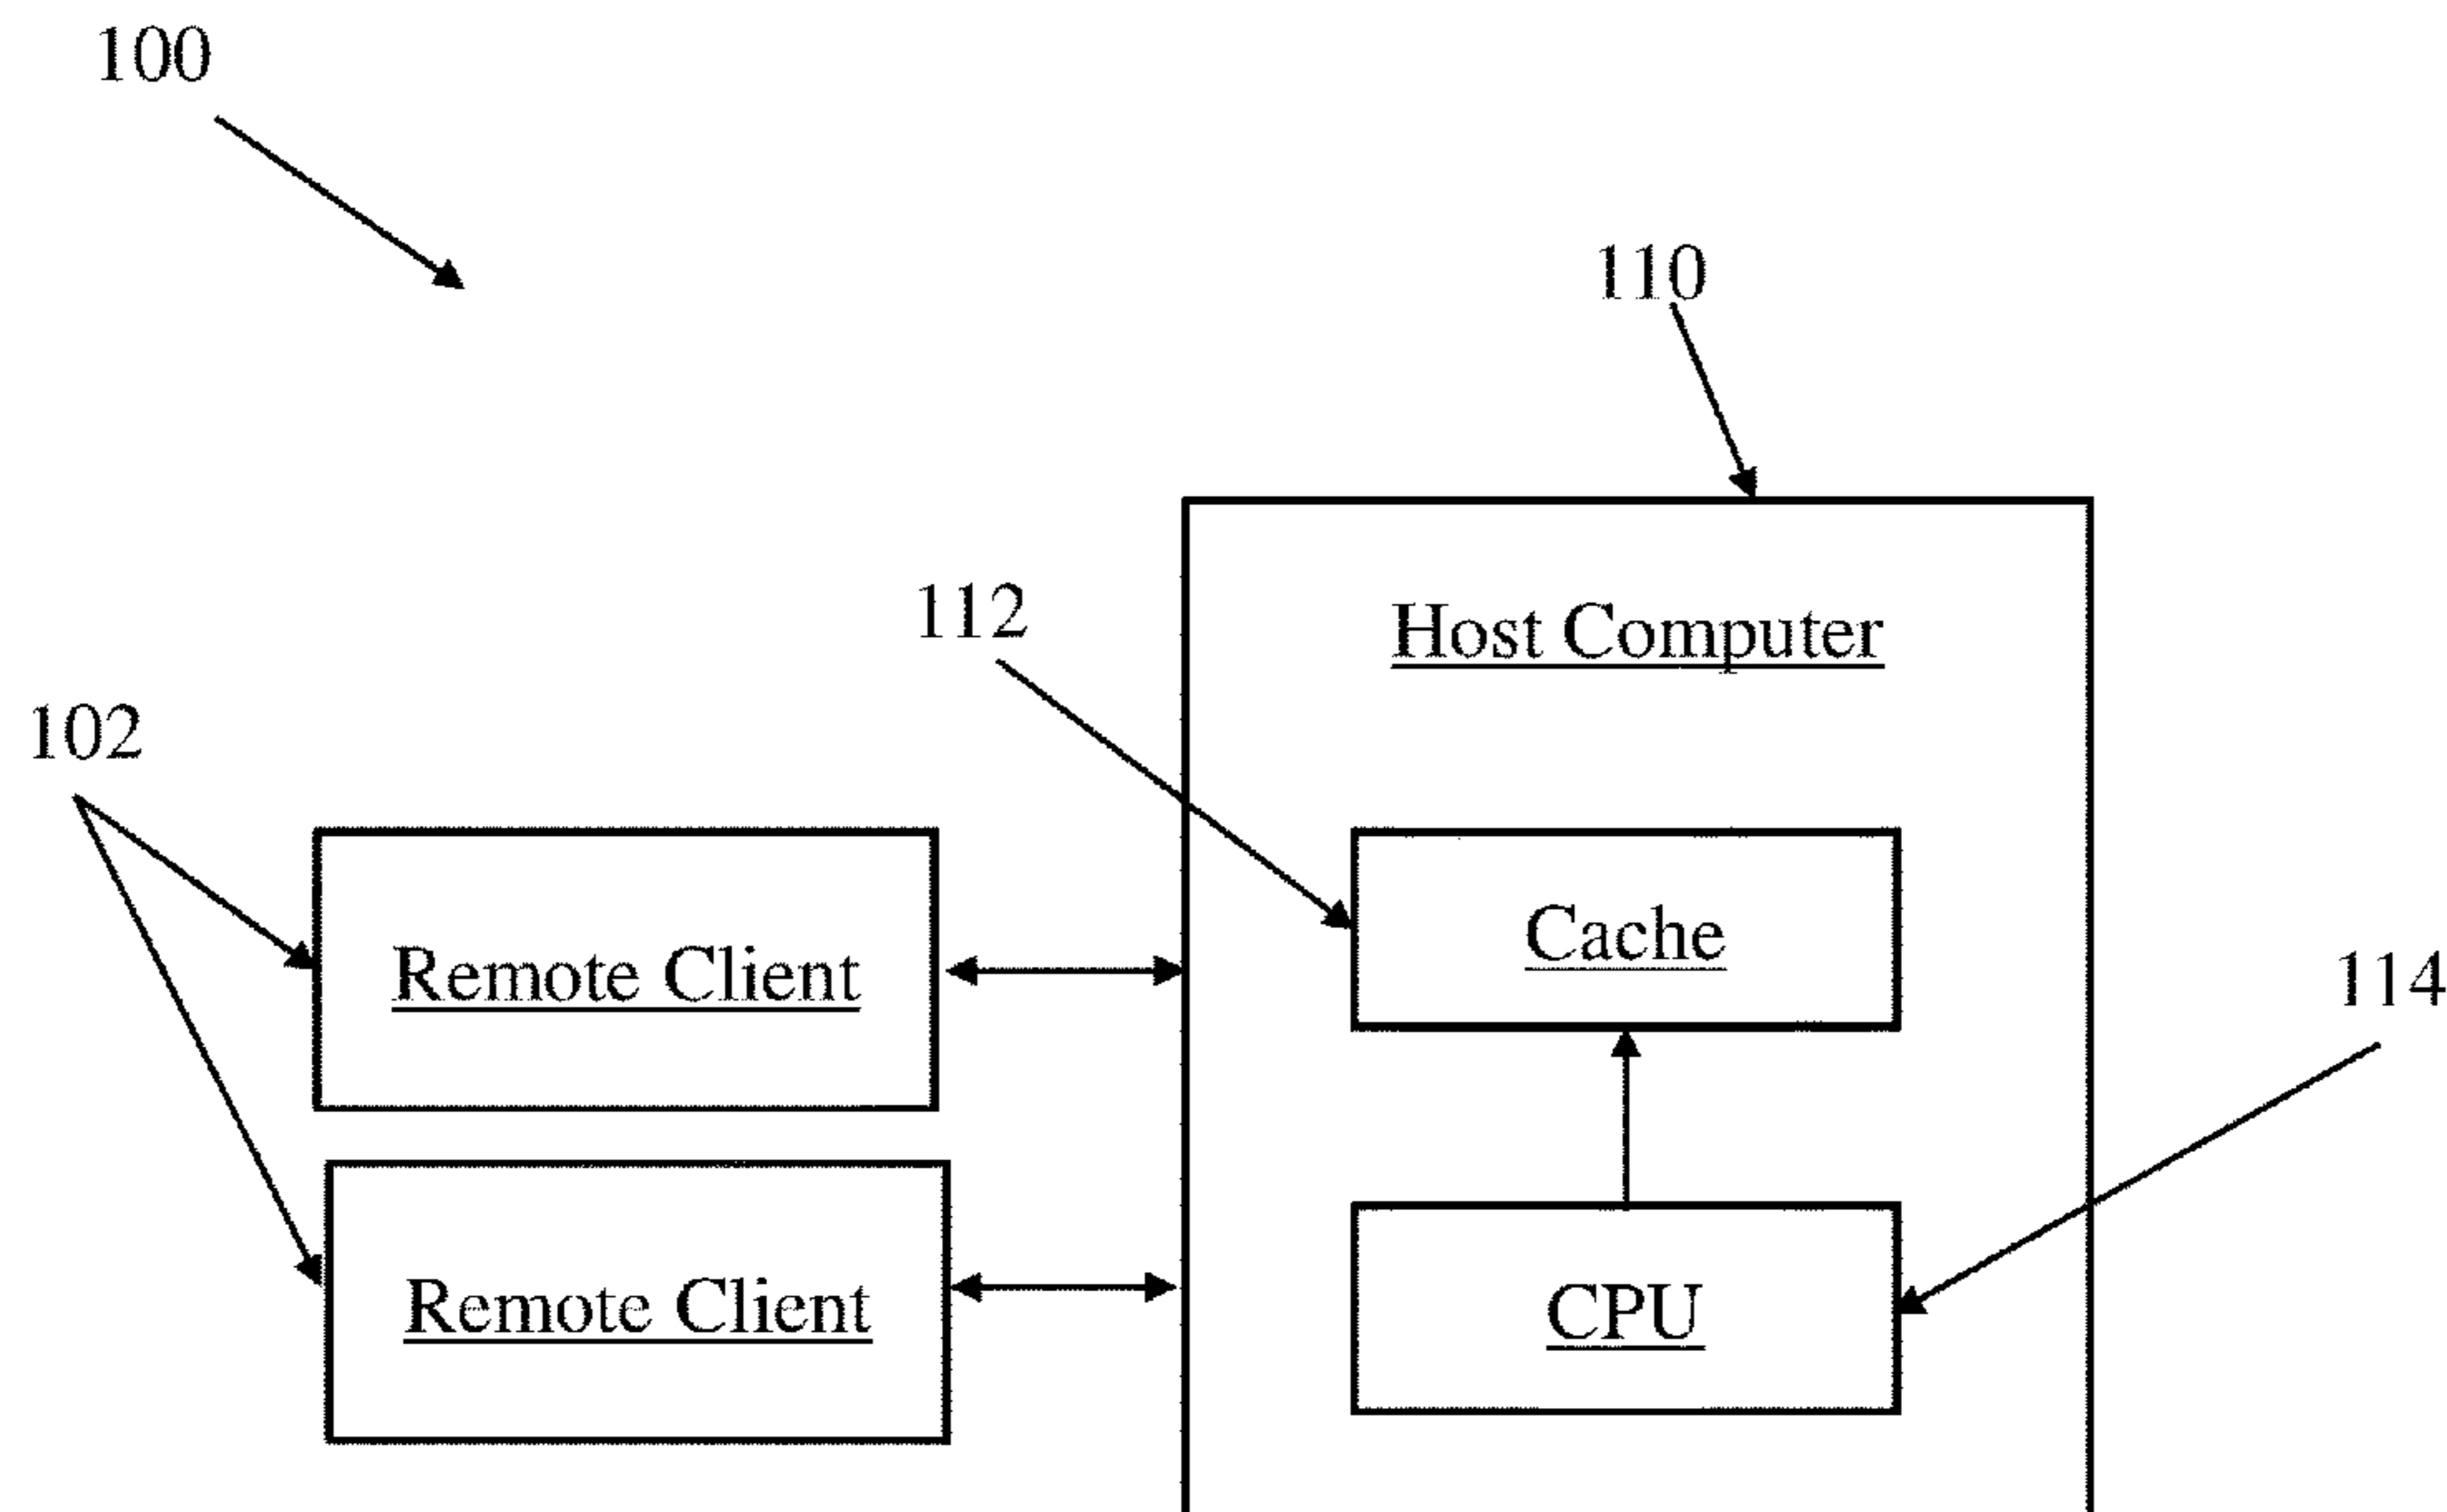 100
110
112
Host Computer
102
Cache
Remote Client
114
Remote Client
CPU